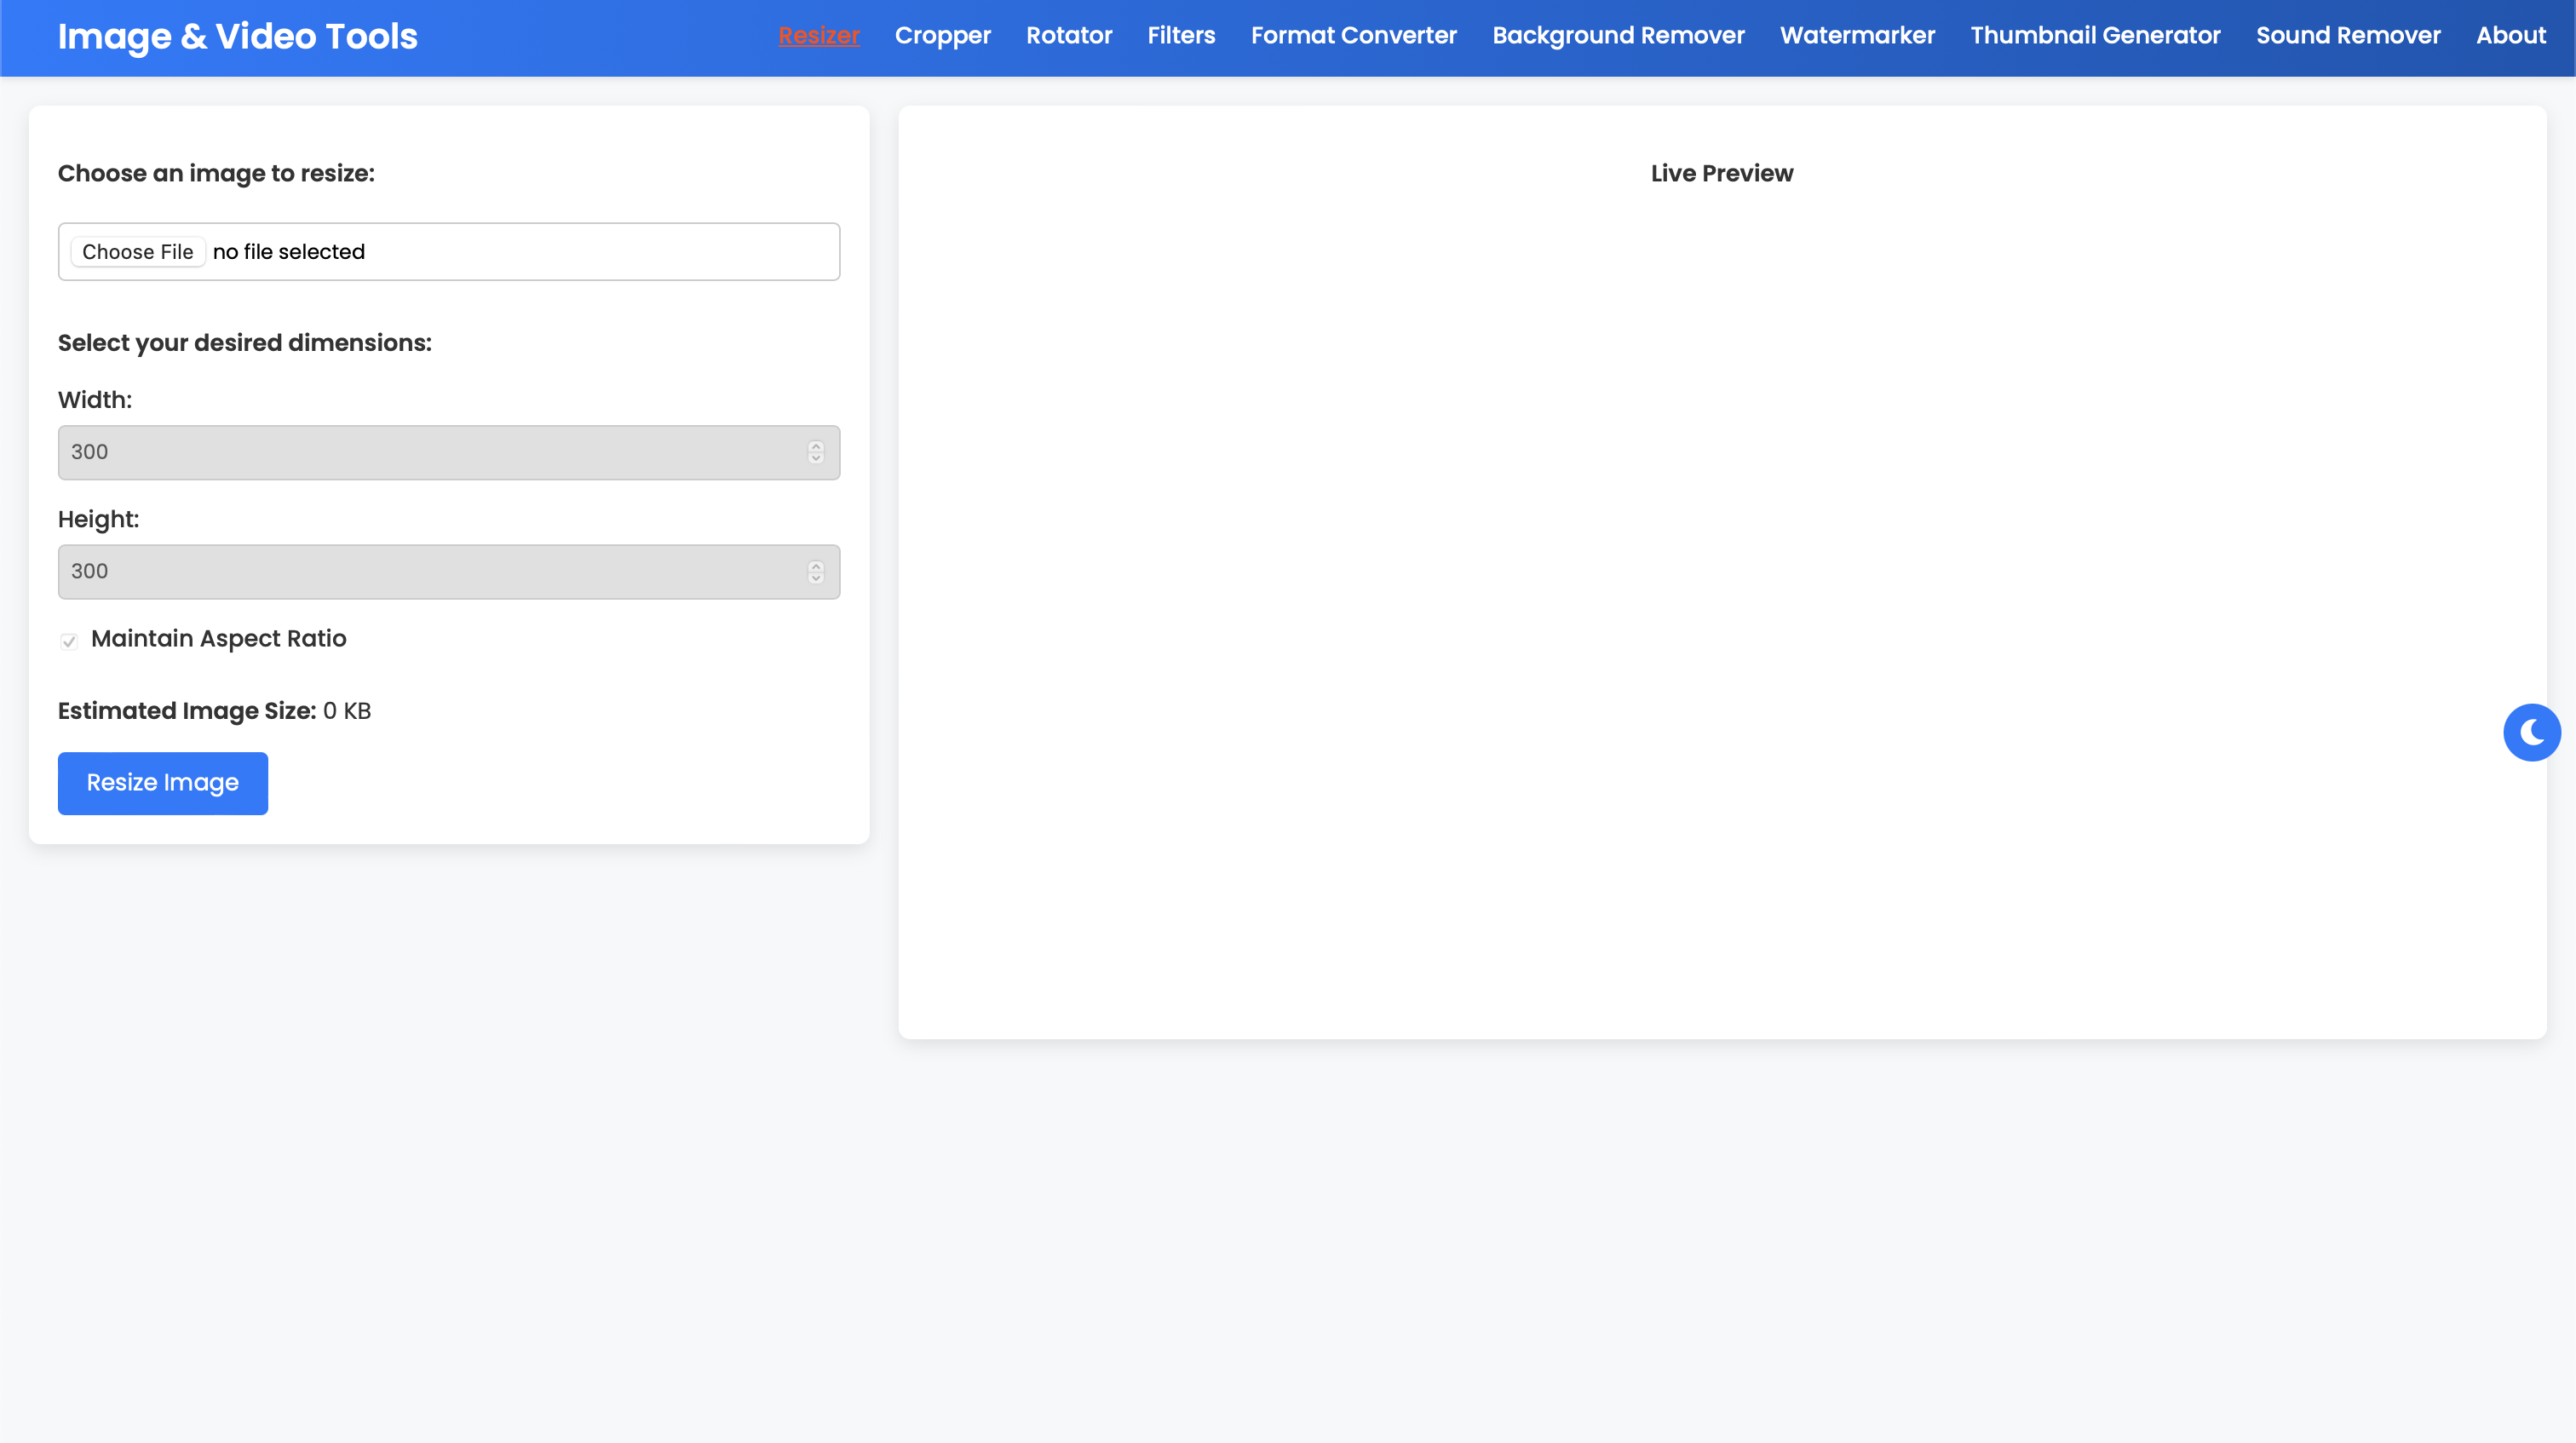 Image & Video Tools
Resizer Cropper Rotator Filters Format Converter Background Remover Watermarker Thumbnail Generator Sound Remover About
Choose an image to resize:
Choose File no file selected
Select your desired dimensions:
Width:
300
Height:
300
Maintain Aspect Ratio
Estimated Image Size: 0 KB
Resize Image
Live Preview